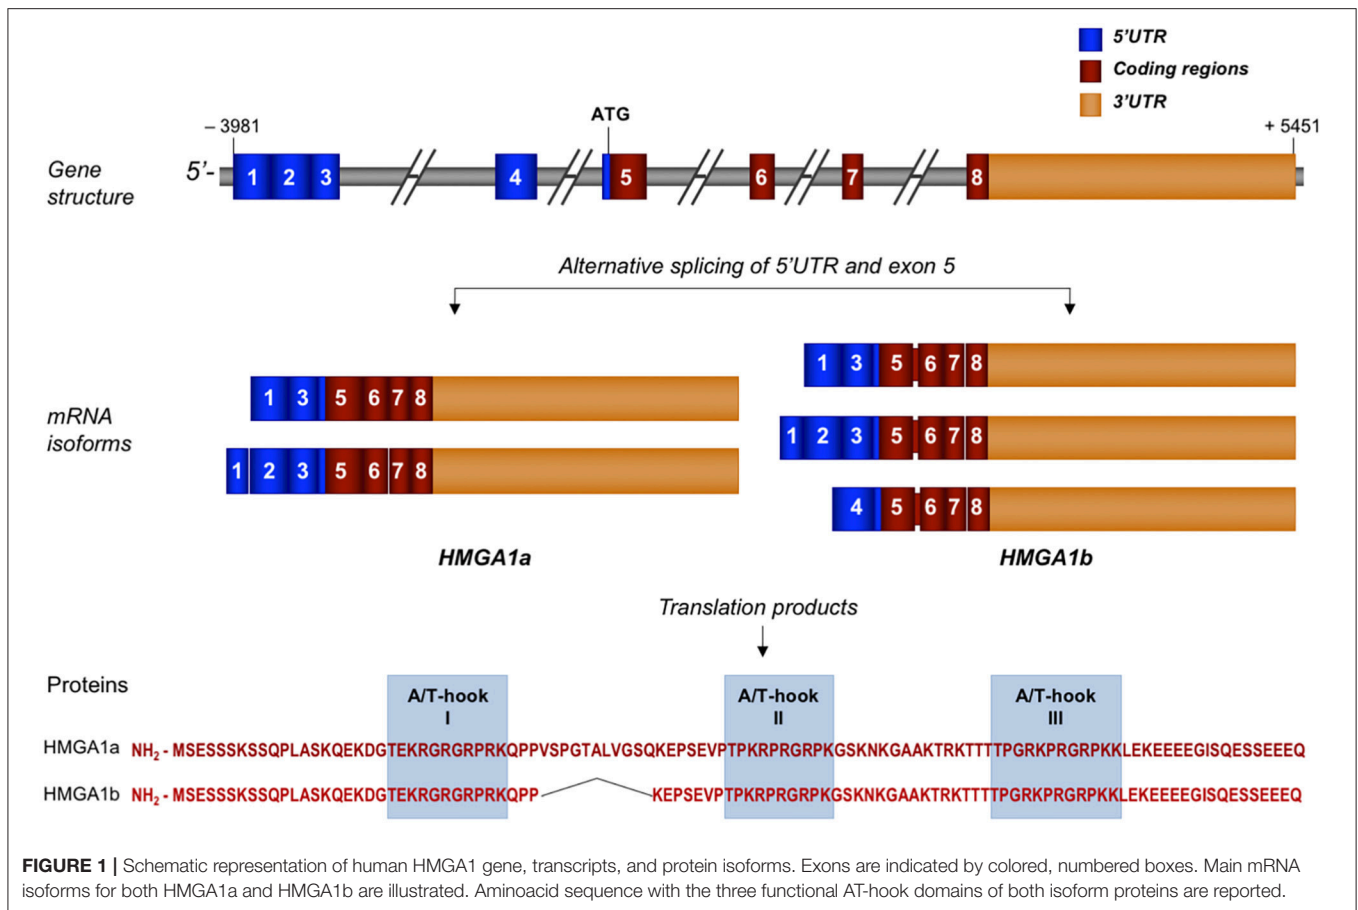 5'UTR
Coding regions
3'UTR
– 3981
ATG
+ 5451
Gene
structure
5'-
1 2 3 4 5 6 7 8
Alternative splicing of 5'UTR and exon 5
mRNA
isoforms
1 3 5 6 7 8
1 2 3 5 6 7 8
HMGA1a
1 3 5 6 7 8
1 2 3 5 6 7 8
4 5 6 7 8
HMGA1b
Translation products
Proteins
A/T-hook
I
A/T-hook
II
A/T-hook
III
HMGA1a NH2 - MSESSSKSSQPLASKQEKDGTEKRGRGRPRKQPPVSPGTALVGSQKEPSEVPTPKRPRGRPKGSKNKGAAKTRKTTTTPGRKPRGRPKKLEKEEEEGISQESSEEEQ
HMGA1b NH2 - MSESSSKSSQPLASKQEKDGTEKRGRGRPRKQPP KEPSEVPTPKRPRGRPKGSKNKGAAKTRKTTTTPGRKPRGRPKKLEKEEEEGISQESSEEEQ
FIGURE 1 | Schematic representation of human HMGA1 gene, transcripts, and protein isoforms. Exons are indicated by colored, numbered boxes. Main mRNA
isoforms for both HMGA1a and HMGA1b are illustrated. Aminoacid sequence with the three functional AT-hook domains of both isoform proteins are reported.